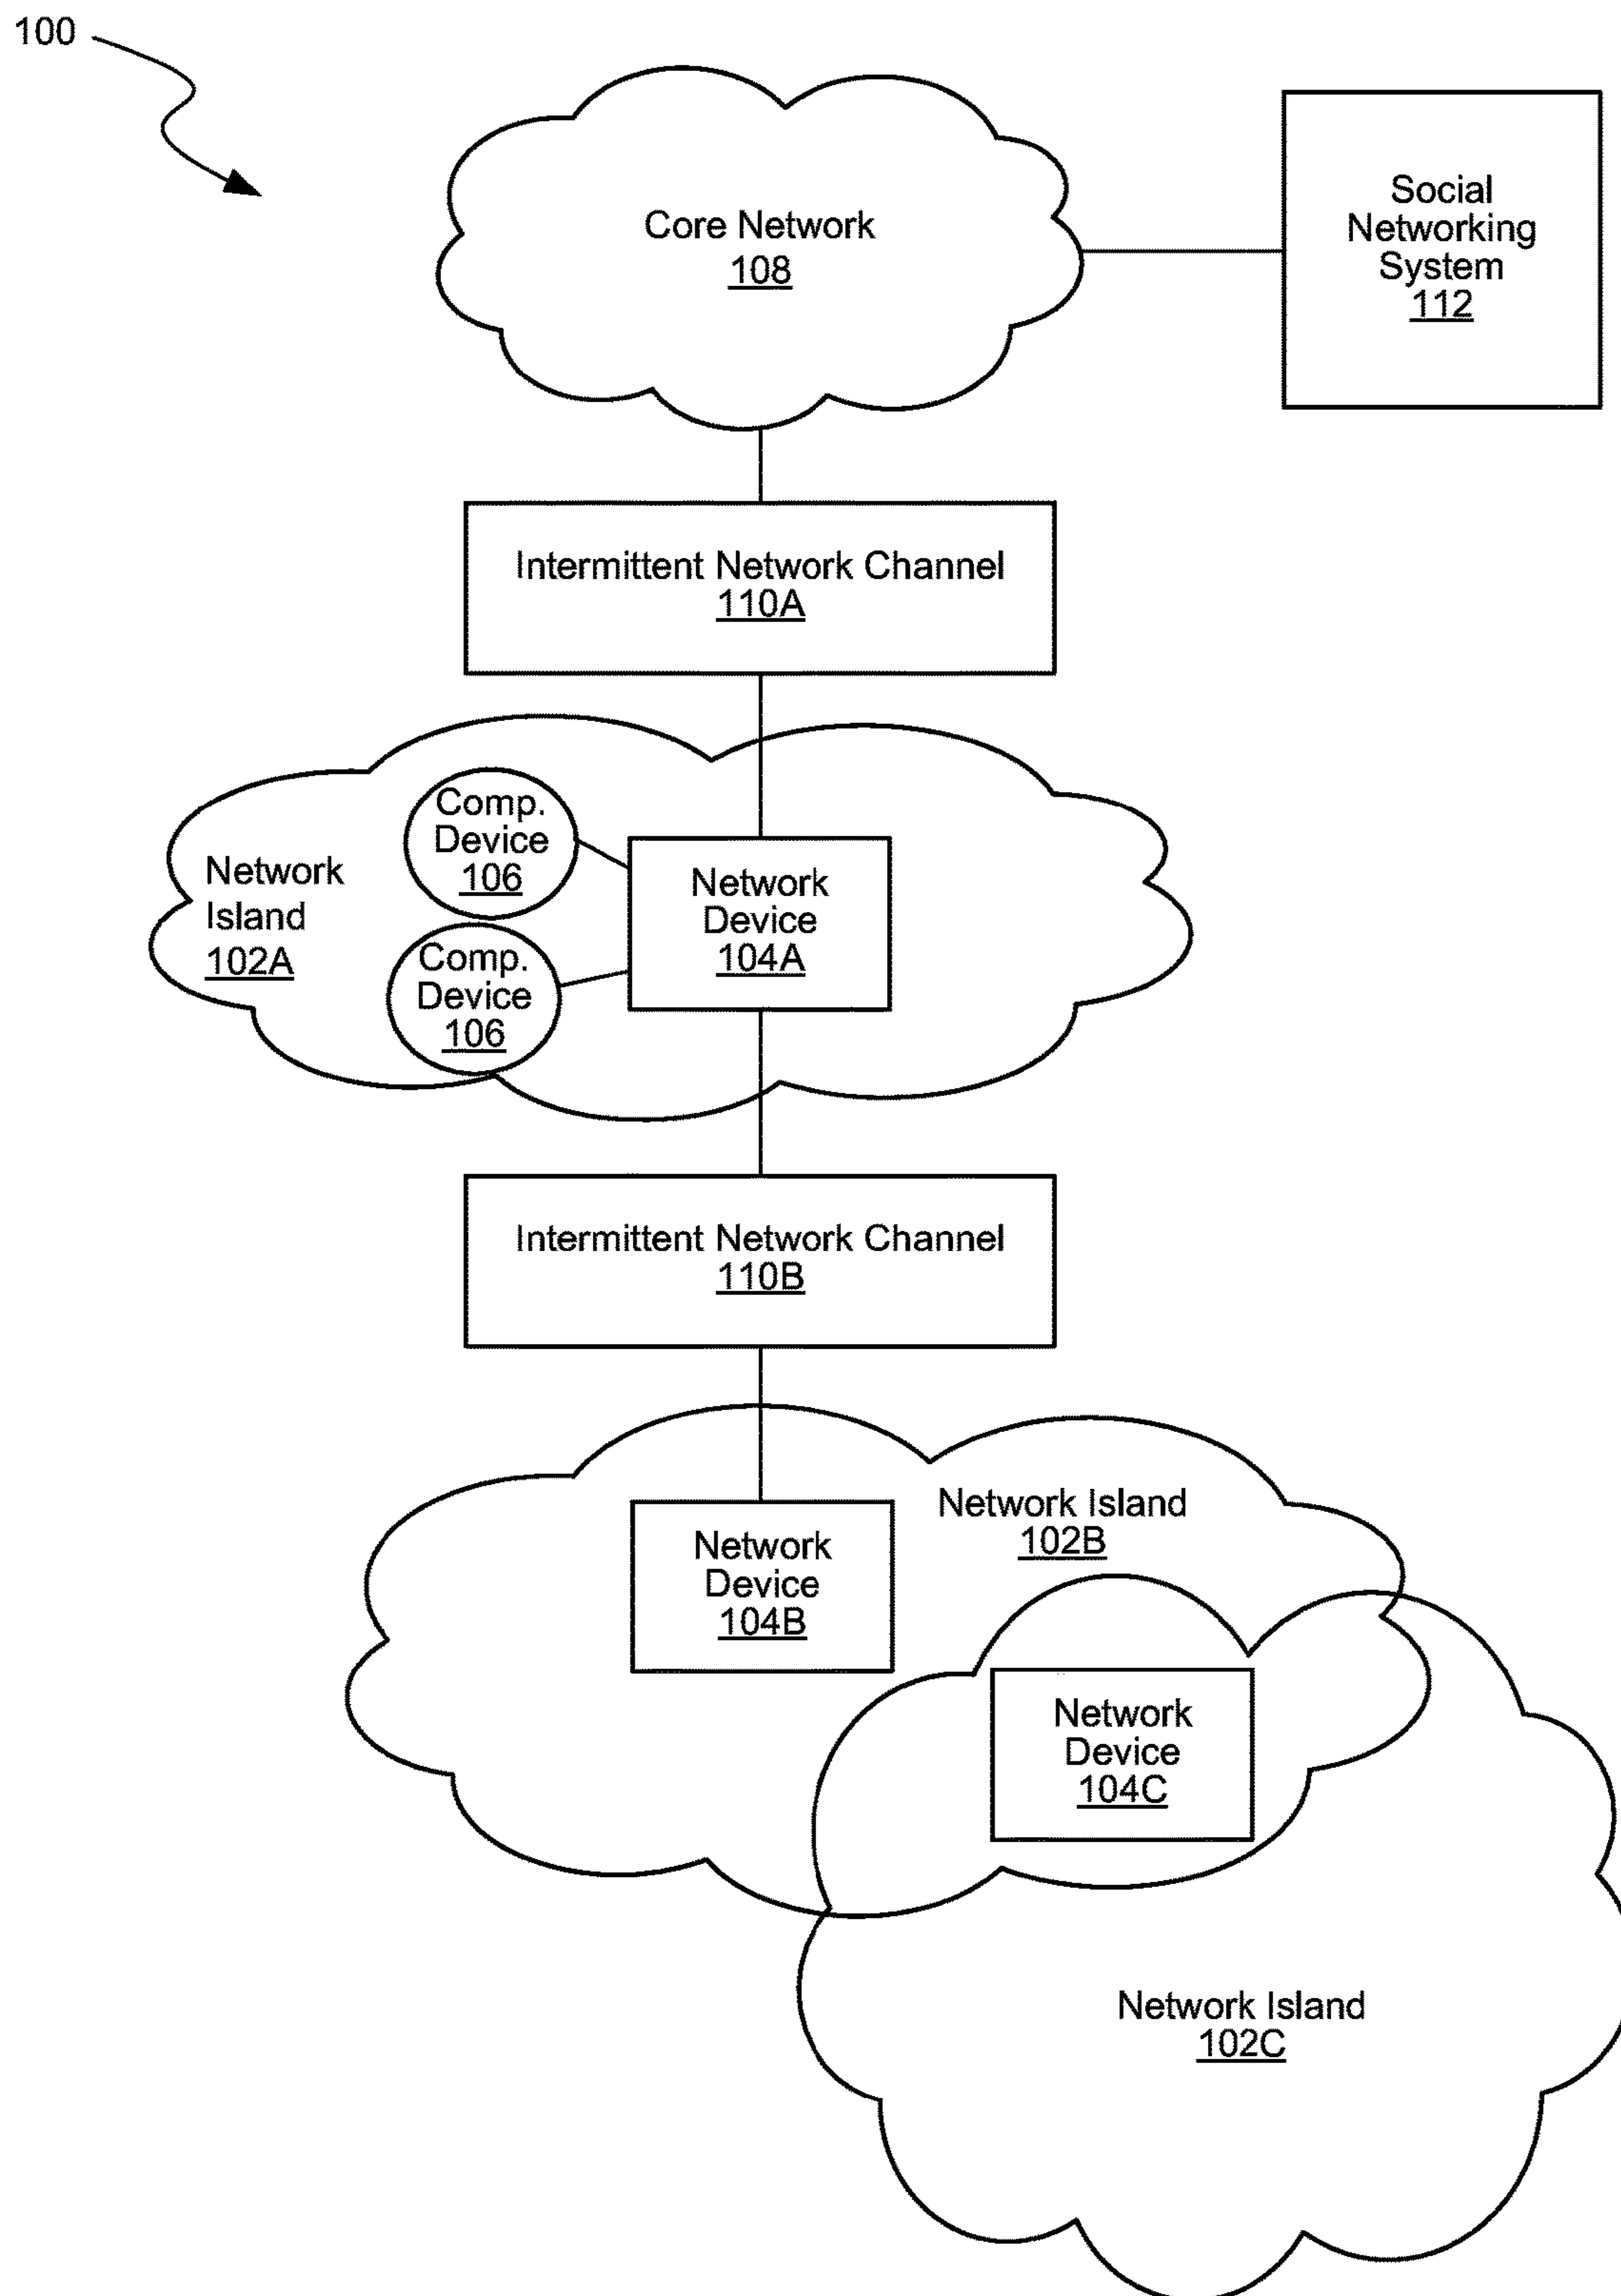 100
Core Network
108
Social
Networking
System
112
Intermittent Network Channel
110A
Network
Island
102A
Comp.
Device
106
Comp.
Device
106
Network
Device
104A
Intermittent Network Channel
110B
Network Island
102B
Network
Device
104B
Network
Device
104C
Network Island
102C